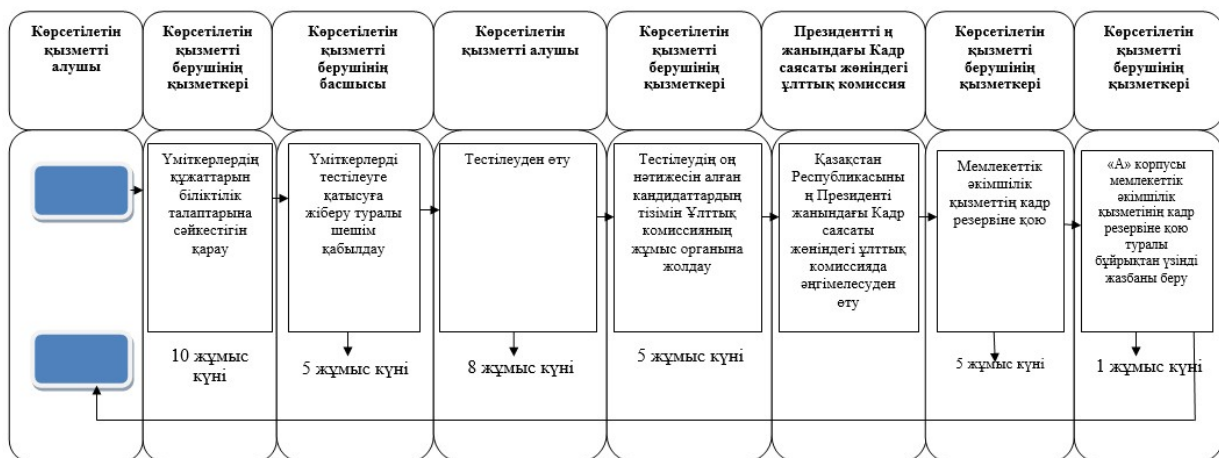 Көрсетілетін
қызметті
алушы
Көрсетілетін
қызметті
берушінің
қызметкері
Көрсетілетін
қызметті
берушінің
басшысы
Көрсетілетін
қызметті алушы
Көрсетілетін
қызметті
берушінің
қызметкері
Президентті ң
жанындағы Кадр
саясаты жөніндегі
ұлттық комиссия
Көрсетілетін
қызметті
берушінің
қызметкері
Көрсетілетін
қызметті
берушінің
қызметкері
Үміткерлердің
құжаттарын
біліктілік
талаптарына
сәйкестігін
қарау
Үміткерлерді
тестілеуге
қатысуға
жіберу туралы
шешім
қабылдау
Тестілеуден өту
Тестілеудің оң
нәтижесін алған
кандидаттардың
тізімін Ұлттық
комиссияның
жұмыс органына
жолдау
Қазақстан
Республикасыны
ң Президенті
жанындағы Кадр
саясаты
жөніндегі ұлттық
комиссияда
әңгімелесуден
өту
Мемлекеттік
әкімшілік
қызметтің кадр
резервіне қою
«А» корпусы
мемлекеттік
әкімшілік
қызметінің кадр
резервіне қою
туралы
бұйрықтан үзінді
жазбаны беру
10 жұмыс
күні
5 жұмыс күні
8 жұмыс күні
5 жұмыс күні
5 жұмыс күні
1 жұмыс күні